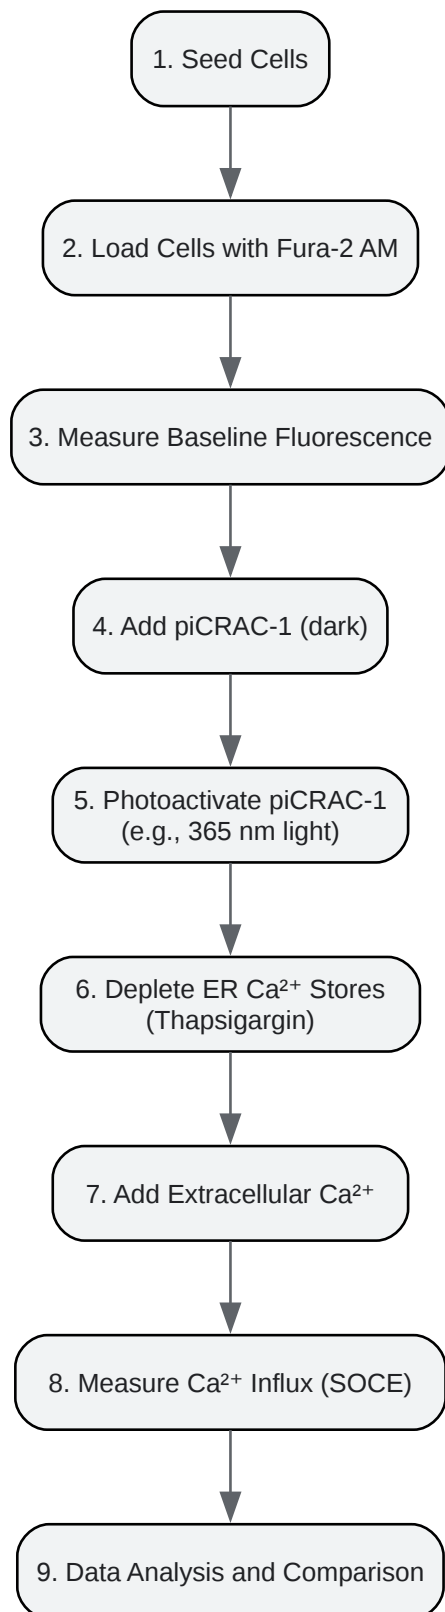 1. Seed Cells
2. Load Cells with Fura-2 AM
3. Measure Baseline Fluorescence
4. Add piCRAC-1 (dark)
5. Photoactivate piCRAC-1
(e.g., 365 nm light)
6. Deplete ER Ca²⁺ Stores
(Thapsigargin)
7. Add Extracellular Ca²⁺
8. Measure Ca²⁺ Influx (SOCE)
9. Data Analysis and Comparison